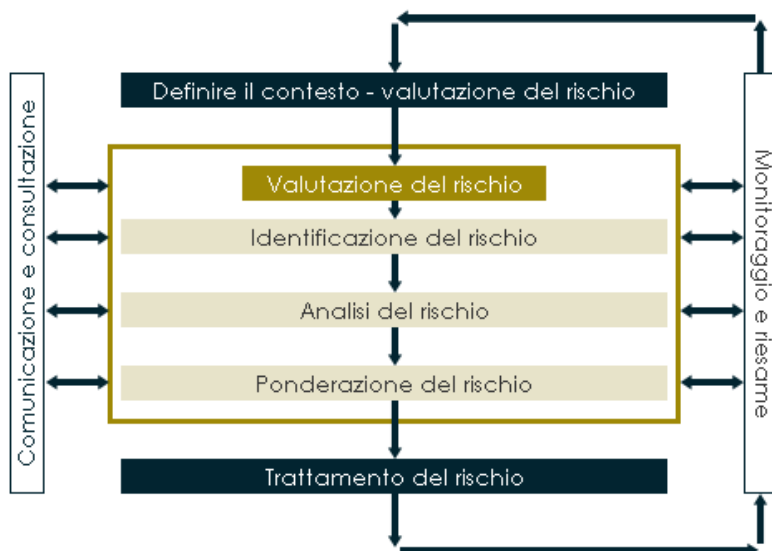 Definire il contesto - valutazione del rischio
Comunicazione e consultazione
Valutazione del rischio
Identificazione del rischio
Analisi del rischio
Ponderazione del rischio
Monitoraggio e riesame
Trattamento del rischio